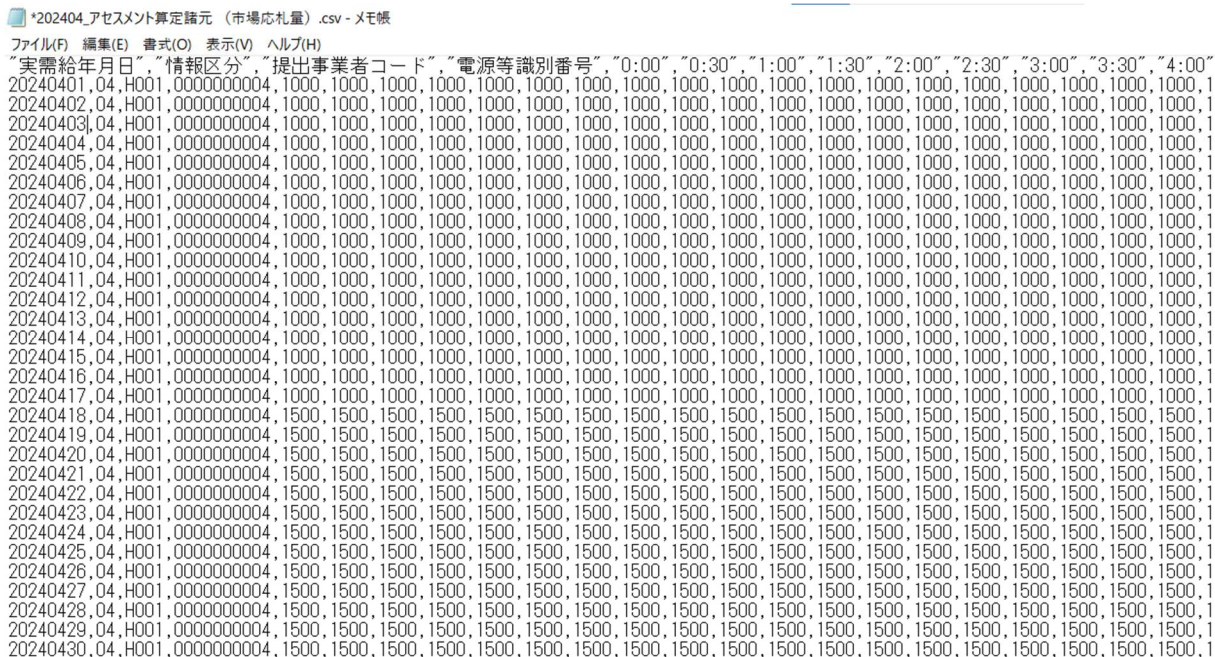 *202404_アセスメント算定諸元 （市場応札量）.csv - メモ帳
ファイル(F) 編集(E) 書式(O) 表示(V) ヘルプ(H)
"実需給年月日","情報区分","提出事業者コード","電源等識別番号","0:00","0:30","1:00","1:30","2:00","2:30","3:00","3:30","4:00"
20240401,04,H001,0000000004,1000,1000,1000,1000,1000,1000,1000,1000,1000,1000,1000,1000,1000,1000,1000,1000,1000,1000,1000,1
20240402,04,H001,0000000004,1000,1000,1000,1000,1000,1000,1000,1000,1000,1000,1000,1000,1000,1000,1000,1000,1000,1000,1000,1
20240403,04,H001,0000000004,1000,1000,1000,1000,1000,1000,1000,1000,1000,1000,1000,1000,1000,1000,1000,1000,1000,1000,1000,1
20240404,04,H001,0000000004,1000,1000,1000,1000,1000,1000,1000,1000,1000,1000,1000,1000,1000,1000,1000,1000,1000,1000,1000,1
20240405,04,H001,0000000004,1000,1000,1000,1000,1000,1000,1000,1000,1000,1000,1000,1000,1000,1000,1000,1000,1000,1000,1000,1
20240406,04,H001,0000000004,1000,1000,1000,1000,1000,1000,1000,1000,1000,1000,1000,1000,1000,1000,1000,1000,1000,1000,1000,1
20240407,04,H001,0000000004,1000,1000,1000,1000,1000,1000,1000,1000,1000,1000,1000,1000,1000,1000,1000,1000,1000,1000,1000,1
20240408,04,H001,0000000004,1000,1000,1000,1000,1000,1000,1000,1000,1000,1000,1000,1000,1000,1000,1000,1000,1000,1000,1000,1
20240409,04,H001,0000000004,1000,1000,1000,1000,1000,1000,1000,1000,1000,1000,1000,1000,1000,1000,1000,1000,1000,1000,1000,1
20240410,04,H001,0000000004,1000,1000,1000,1000,1000,1000,1000,1000,1000,1000,1000,1000,1000,1000,1000,1000,1000,1000,1000,1
20240411,04,H001,0000000004,1000,1000,1000,1000,1000,1000,1000,1000,1000,1000,1000,1000,1000,1000,1000,1000,1000,1000,1000,1
20240412,04,H001,0000000004,1000,1000,1000,1000,1000,1000,1000,1000,1000,1000,1000,1000,1000,1000,1000,1000,1000,1000,1000,1
20240413,04,H001,0000000004,1000,1000,1000,1000,1000,1000,1000,1000,1000,1000,1000,1000,1000,1000,1000,1000,1000,1000,1000,1
20240414,04,H001,0000000004,1000,1000,1000,1000,1000,1000,1000,1000,1000,1000,1000,1000,1000,1000,1000,1000,1000,1000,1000,1
20240415,04,H001,0000000004,1000,1000,1000,1000,1000,1000,1000,1000,1000,1000,1000,1000,1000,1000,1000,1000,1000,1000,1000,1
20240416,04,H001,0000000004,1000,1000,1000,1000,1000,1000,1000,1000,1000,1000,1000,1000,1000,1000,1000,1000,1000,1000,1000,1
20240417,04,H001,0000000004,1000,1000,1000,1000,1000,1000,1000,1000,1000,1000,1000,1000,1000,1000,1000,1000,1000,1000,1000,1
20240418,04,H001,0000000004,1500,1500,1500,1500,1500,1500,1500,1500,1500,1500,1500,1500,1500,1500,1500,1500,1500,1500,1500,1
20240419,04,H001,0000000004,1500,1500,1500,1500,1500,1500,1500,1500,1500,1500,1500,1500,1500,1500,1500,1500,1500,1500,1500,1
20240420,04,H001,0000000004,1500,1500,1500,1500,1500,1500,1500,1500,1500,1500,1500,1500,1500,1500,1500,1500,1500,1500,1500,1
20240421,04,H001,0000000004,1500,1500,1500,1500,1500,1500,1500,1500,1500,1500,1500,1500,1500,1500,1500,1500,1500,1500,1500,1
20240422,04,H001,0000000004,1500,1500,1500,1500,1500,1500,1500,1500,1500,1500,1500,1500,1500,1500,1500,1500,1500,1500,1500,1
20240423,04,H001,0000000004,1500,1500,1500,1500,1500,1500,1500,1500,1500,1500,1500,1500,1500,1500,1500,1500,1500,1500,1500,1
20240424,04,H001,0000000004,1500,1500,1500,1500,1500,1500,1500,1500,1500,1500,1500,1500,1500,1500,1500,1500,1500,1500,1500,1
20240425,04,H001,0000000004,1500,1500,1500,1500,1500,1500,1500,1500,1500,1500,1500,1500,1500,1500,1500,1500,1500,1500,1500,1
20240426,04,H001,0000000004,1500,1500,1500,1500,1500,1500,1500,1500,1500,1500,1500,1500,1500,1500,1500,1500,1500,1500,1500,1
20240427,04,H001,0000000004,1500,1500,1500,1500,1500,1500,1500,1500,1500,1500,1500,1500,1500,1500,1500,1500,1500,1500,1500,1
20240428,04,H001,0000000004,1500,1500,1500,1500,1500,1500,1500,1500,1500,1500,1500,1500,1500,1500,1500,1500,1500,1500,1500,1
20240429,04,H001,0000000004,1500,1500,1500,1500,1500,1500,1500,1500,1500,1500,1500,1500,1500,1500,1500,1500,1500,1500,1500,1
20240430,04,H001,0000000004,1500,1500,1500,1500,1500,1500,1500,1500,1500,1500,1500,1500,1500,1500,1500,1500,1500,1500,1500,1